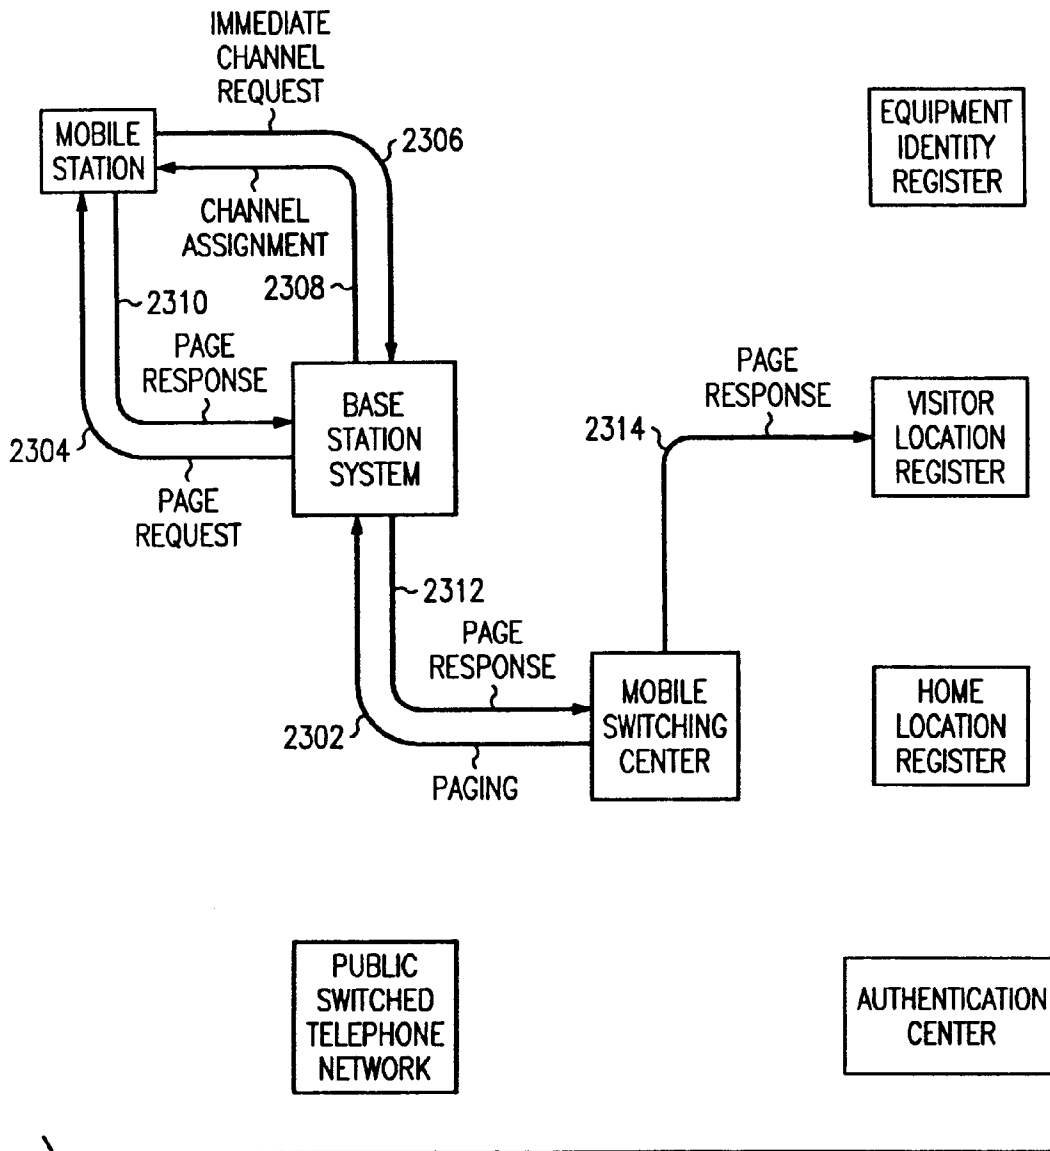 IMMEDIATE
CHANNEL
REQUEST
MOBILE
STATION
2306
EQUIPMENT
IDENTITY
REGISTER
CHANNEL
ASSIGNMENT
2308
2310
PAGE
RESPONSE
2304
PAGE
REQUEST
BASE
STATION
SYSTEM
PAGE
RESPONSE
2314
VISITOR
LOCATION
REGISTER
2312
PAGE
RESPONSE
2302
PAGING
MOBILE
SWITCHING
CENTER
HOME
LOCATION
REGISTER
PUBLIC
SWITCHED
TELEPHONE
NETWORK
AUTHENTICATION
CENTER